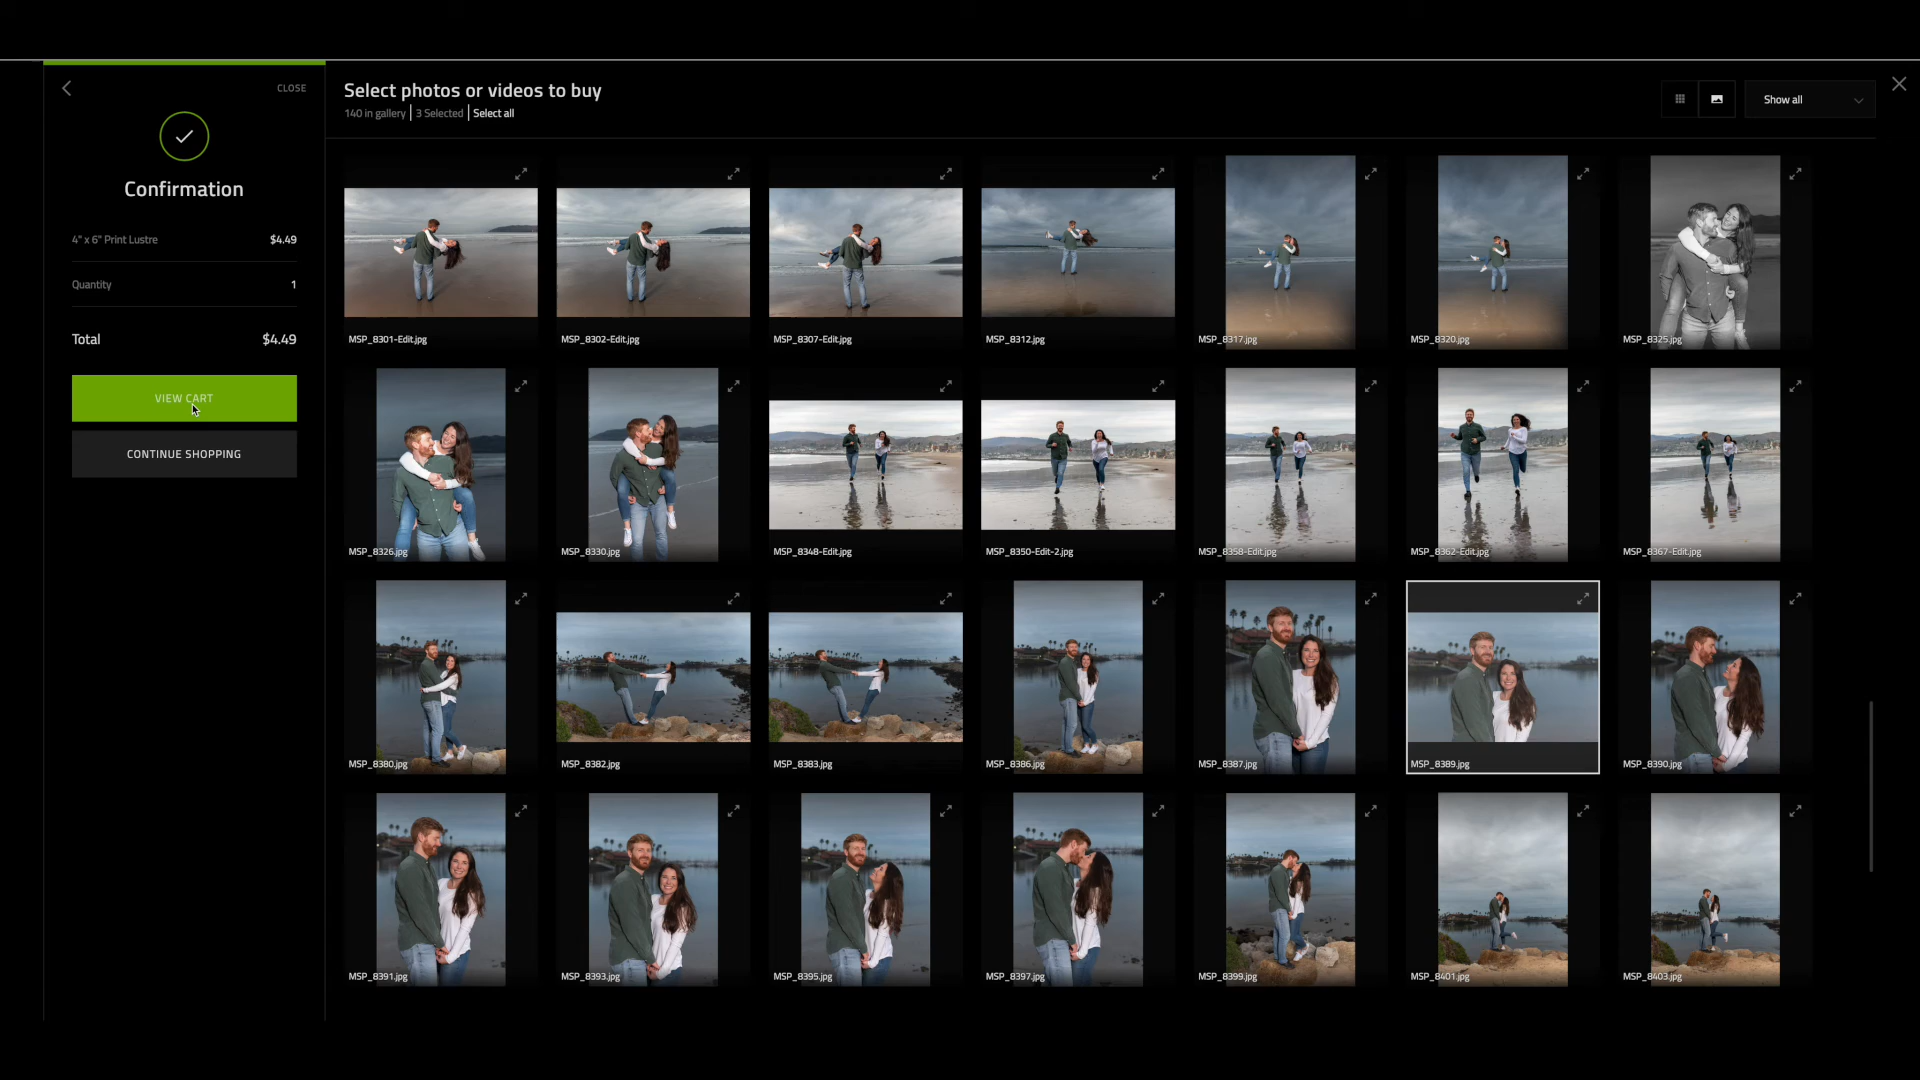 CLOSE
Confirmation
4" x 6" Print Lustre $4.49
Quantity 1
Total $4.49
VIEW CART
CONTINUE SHOPPING
Select photos or videos to buy
140 in gallery 3 Selected Select all
Show all
MSP_8301-Edit.jpg
MSP_8302-Edit.jpg
MSP_8307-Edit.jpg
MSP_8312.jpg
MSP_8317.jpg
MSP_8320.jpg
MSP_8325.jpg
MSP_8326.jpg
MSP_8330.jpg
MSP_8348-Edit.jpg
MSP_8350-Edit-2.jpg
MSP_8358-Edit.jpg
MSP_8362-Edit.jpg
MSP_8367-Edit.jpg
MSP_8380.jpg
MSP_8382.jpg
MSP_8383.jpg
MSP_8386.jpg
MSP_8387.jpg
MSP_8389.jpg
MSP_8390.jpg
MSP_8391.jpg
MSP_8393.jpg
MSP_8395.jpg
MSP_8397.jpg
MSP_8399.jpg
MSP_8401.jpg
MSP_8403.jpg